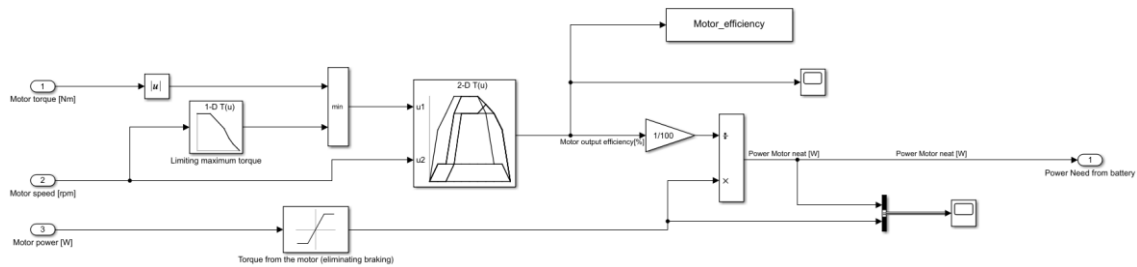 Motor_efficiency
1
Motor torque [Nm]
|u|
1-D T(u)
Limiting maximum torque
min
2-D T(u)
u1
u2
Motor output efficiency[%]
1/100
÷
×
Power Motor neat [W]
Power Motor neat [W]
1
Power Need from battery
2
Motor speed [rpm]
3
Motor power [W]
Torque from the motor (eliminating braking)